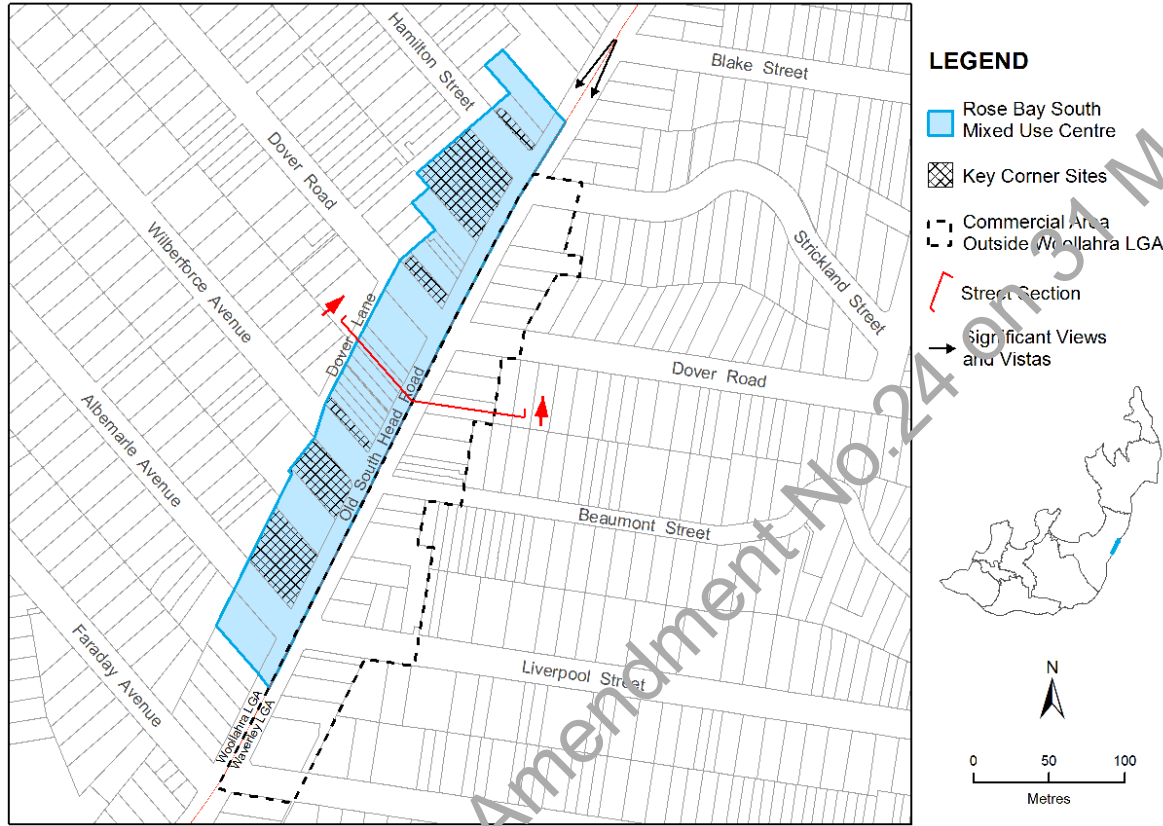 Hamilton Street
Blake Street
Dover Road
Wilberforce Avenue
Strickland Street
Dover Lane
Dover Road
Old South Head Road
Albemarle Avenue
Beaumont Street
Faraday Avenue
Liverpool Street
Woollahra LGA
Waverley LGA
LEGEND
Rose Bay South
Mixed Use Centre
Key Corner Sites
Commercial Area
Outside Woollahra LGA
Street Section
Significant Views
and Vistas
N
0 50 100
Metres
Amendment No.24 on 31 M